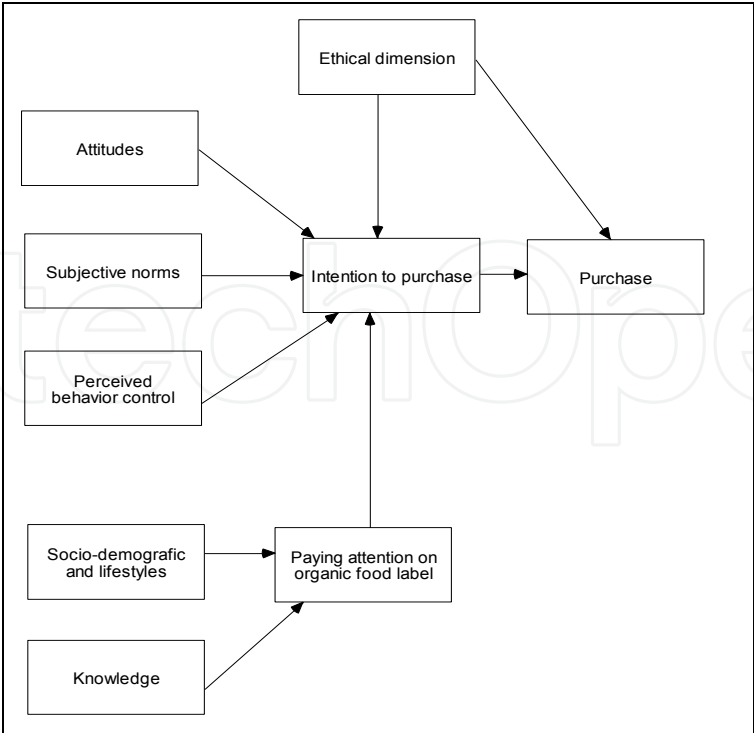 Ethical dimension
Attitudes
Subjective norms
Intention to purchase
Purchase
Perceived
behavior control
Socio-demografic
and lifestyles
Paying attention on
organic food label
Knowledge
techOpe